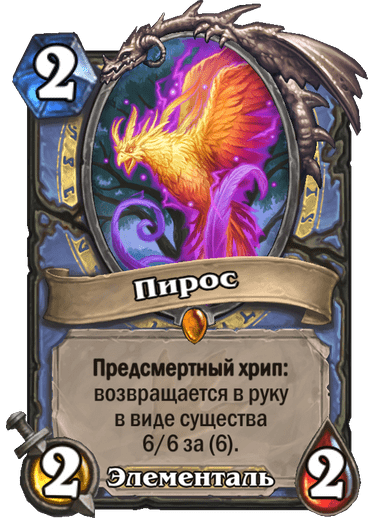 2
Пирос
Предсмертный хрип:
возвращается в руку
в виде существа
6/6 за (6).
2
Элементаль
2